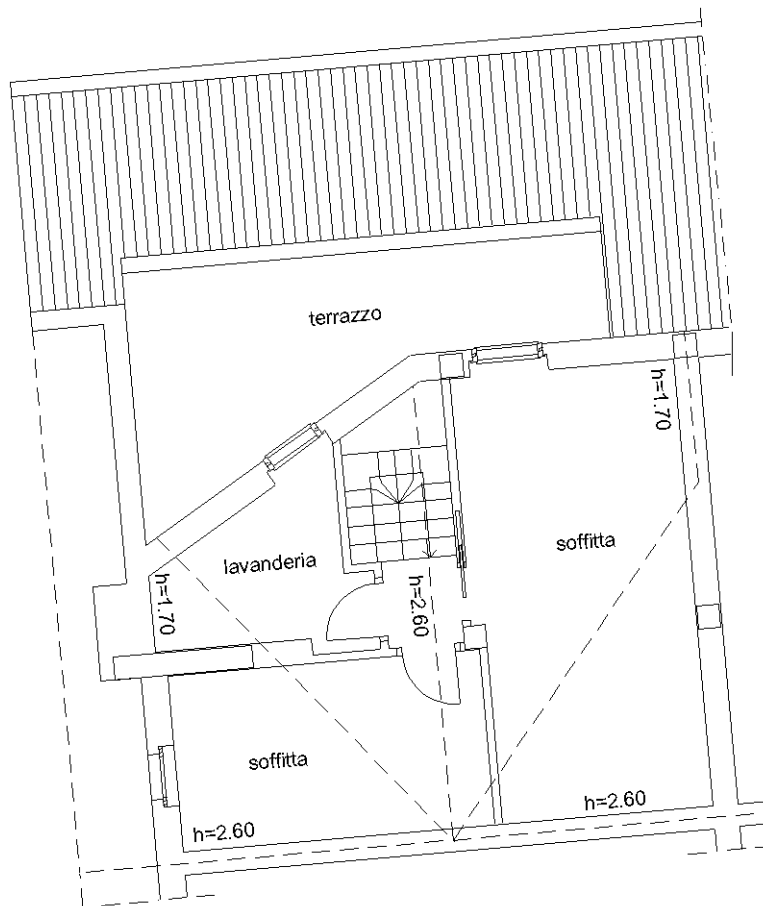 terrazzo
h=1.70
soffitta
lavanderia
h=1.70
h=2.60
soffitta
h=2.60
h=2.60